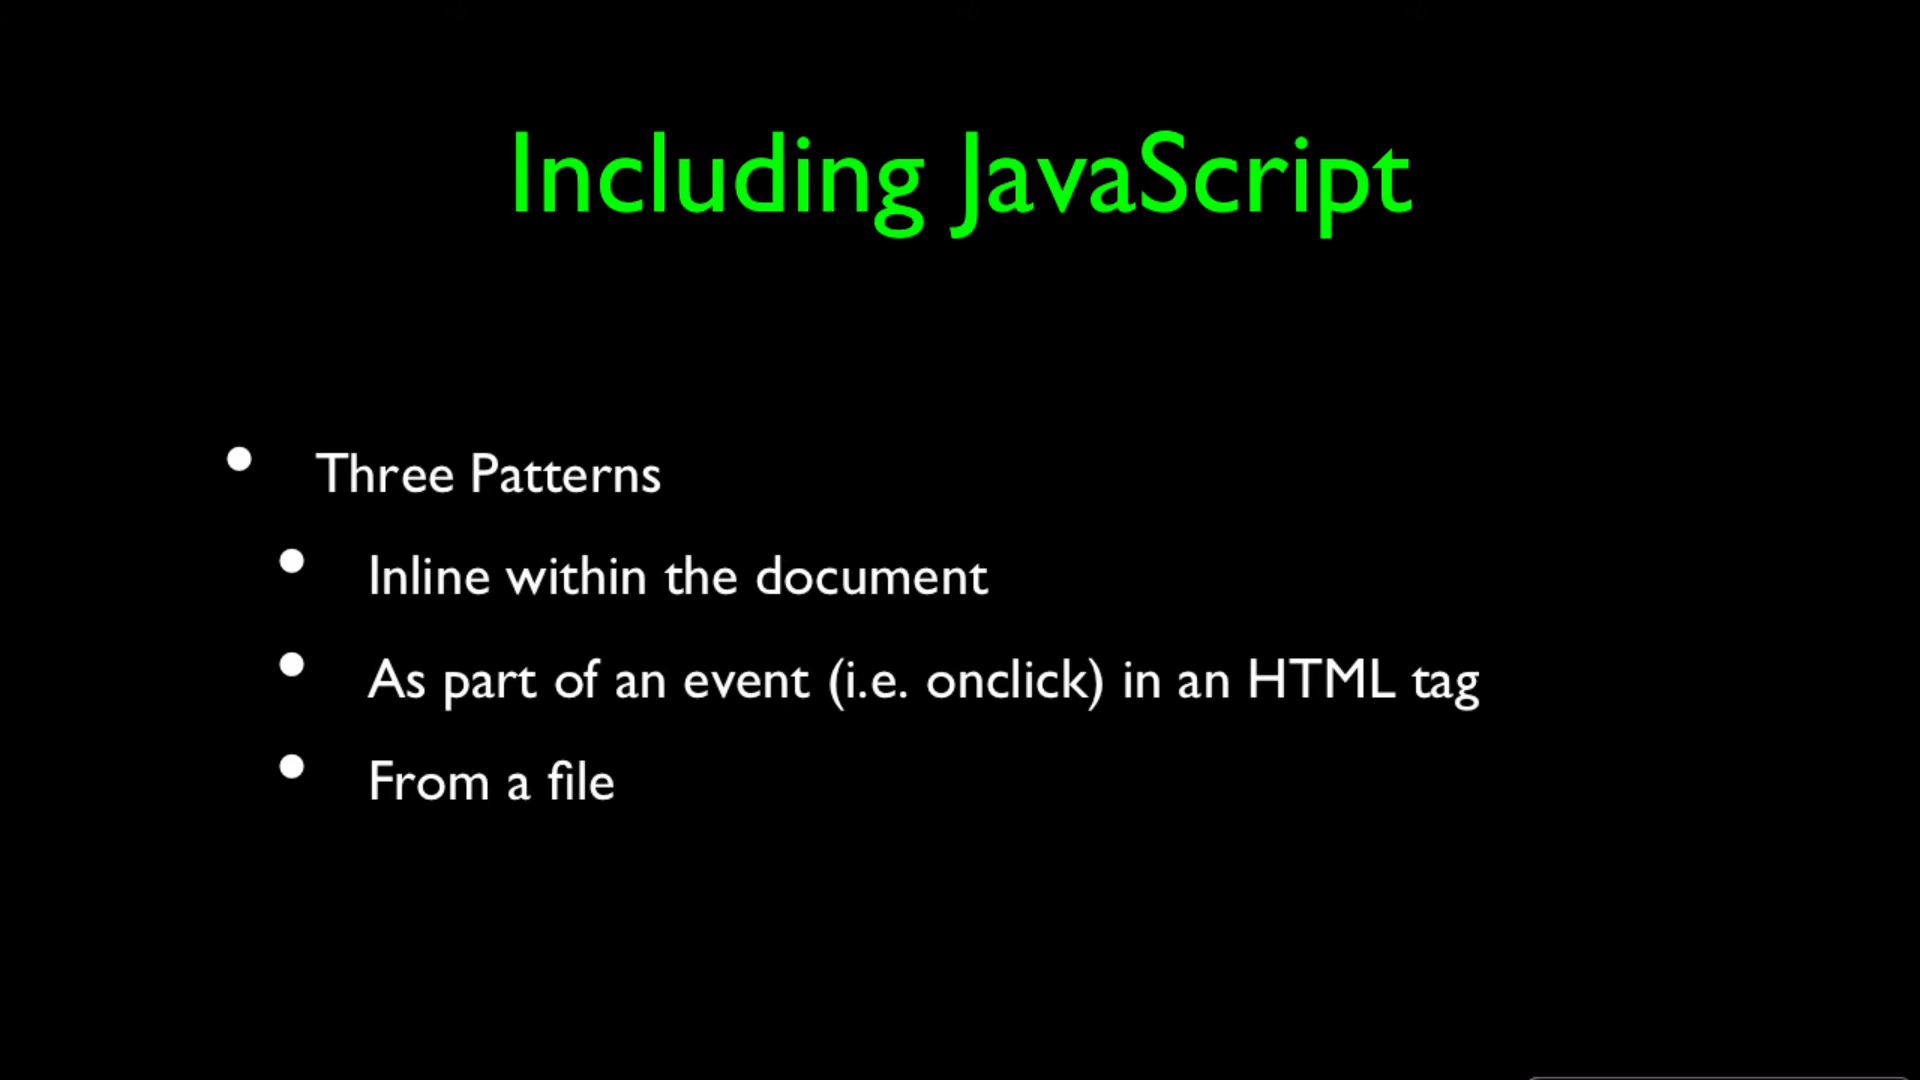 Including JavaScript
• Three Patterns
• Inline within the document
• As part of an event (i.e. onclick) in an HTML tag
• From a file